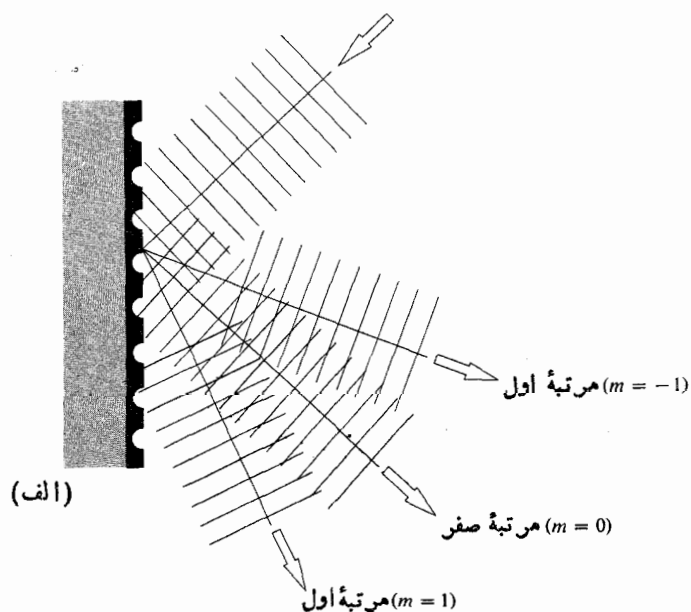 مرتبهٔ اول (m = −1)
(الف)
مرتبهٔ صفر (m = 0)
مرتبهٔ اول (m = 1)